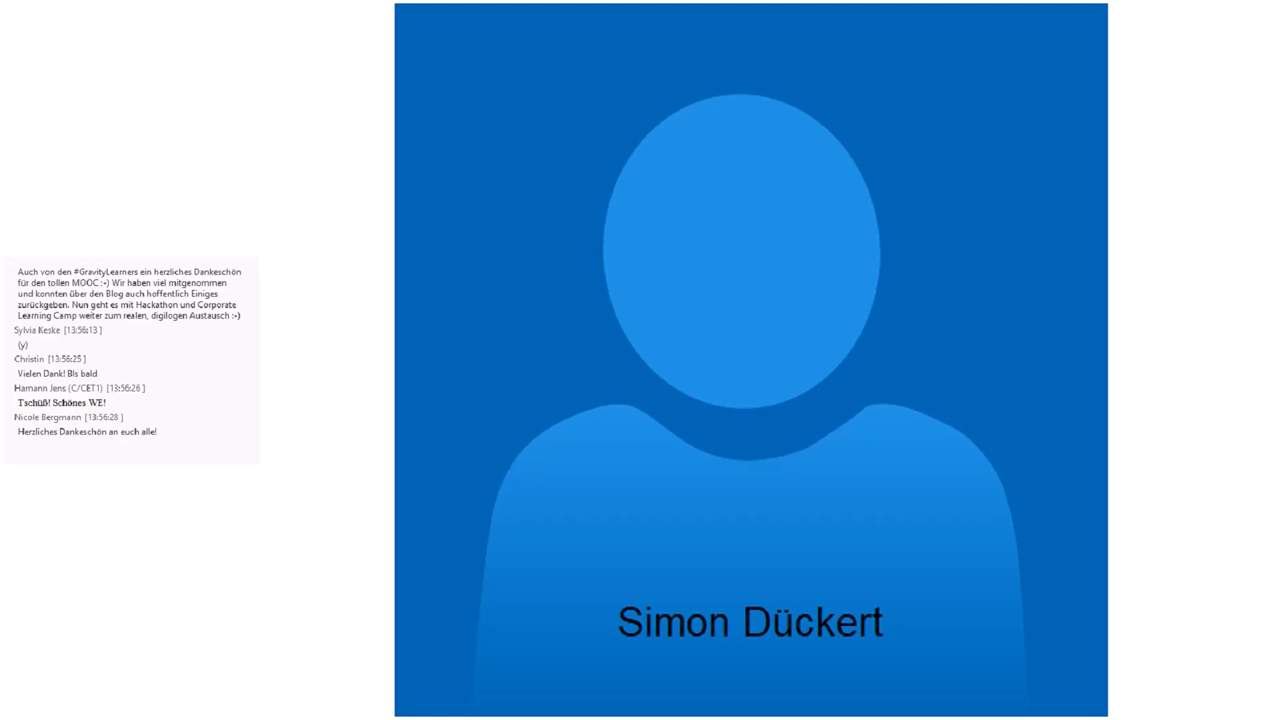 Auch von den #GravityLearners ein herzliches Dankeschön
für den tollen MOOC :-) Wir haben viel mitgenommen
und konnten über den Blog auch hoffentlich Einiges
zurückgeben. Nun geht es mit Hackathon und Corporate
Learning Camp weiter zum realen, digilogen Austausch :-)
Sylvia Keske [13:56:13 ]
(y)
Christin [13:56:25 ]
Vielen Dank! BIs bald
Hamann Jens (C/CET1) [13:56:26 ]
Tschüß! Schönes WE!
Nicole Bergmann [13:56:28 ]
Herzliches Dankeschön an euch alle!
Simon Dückert